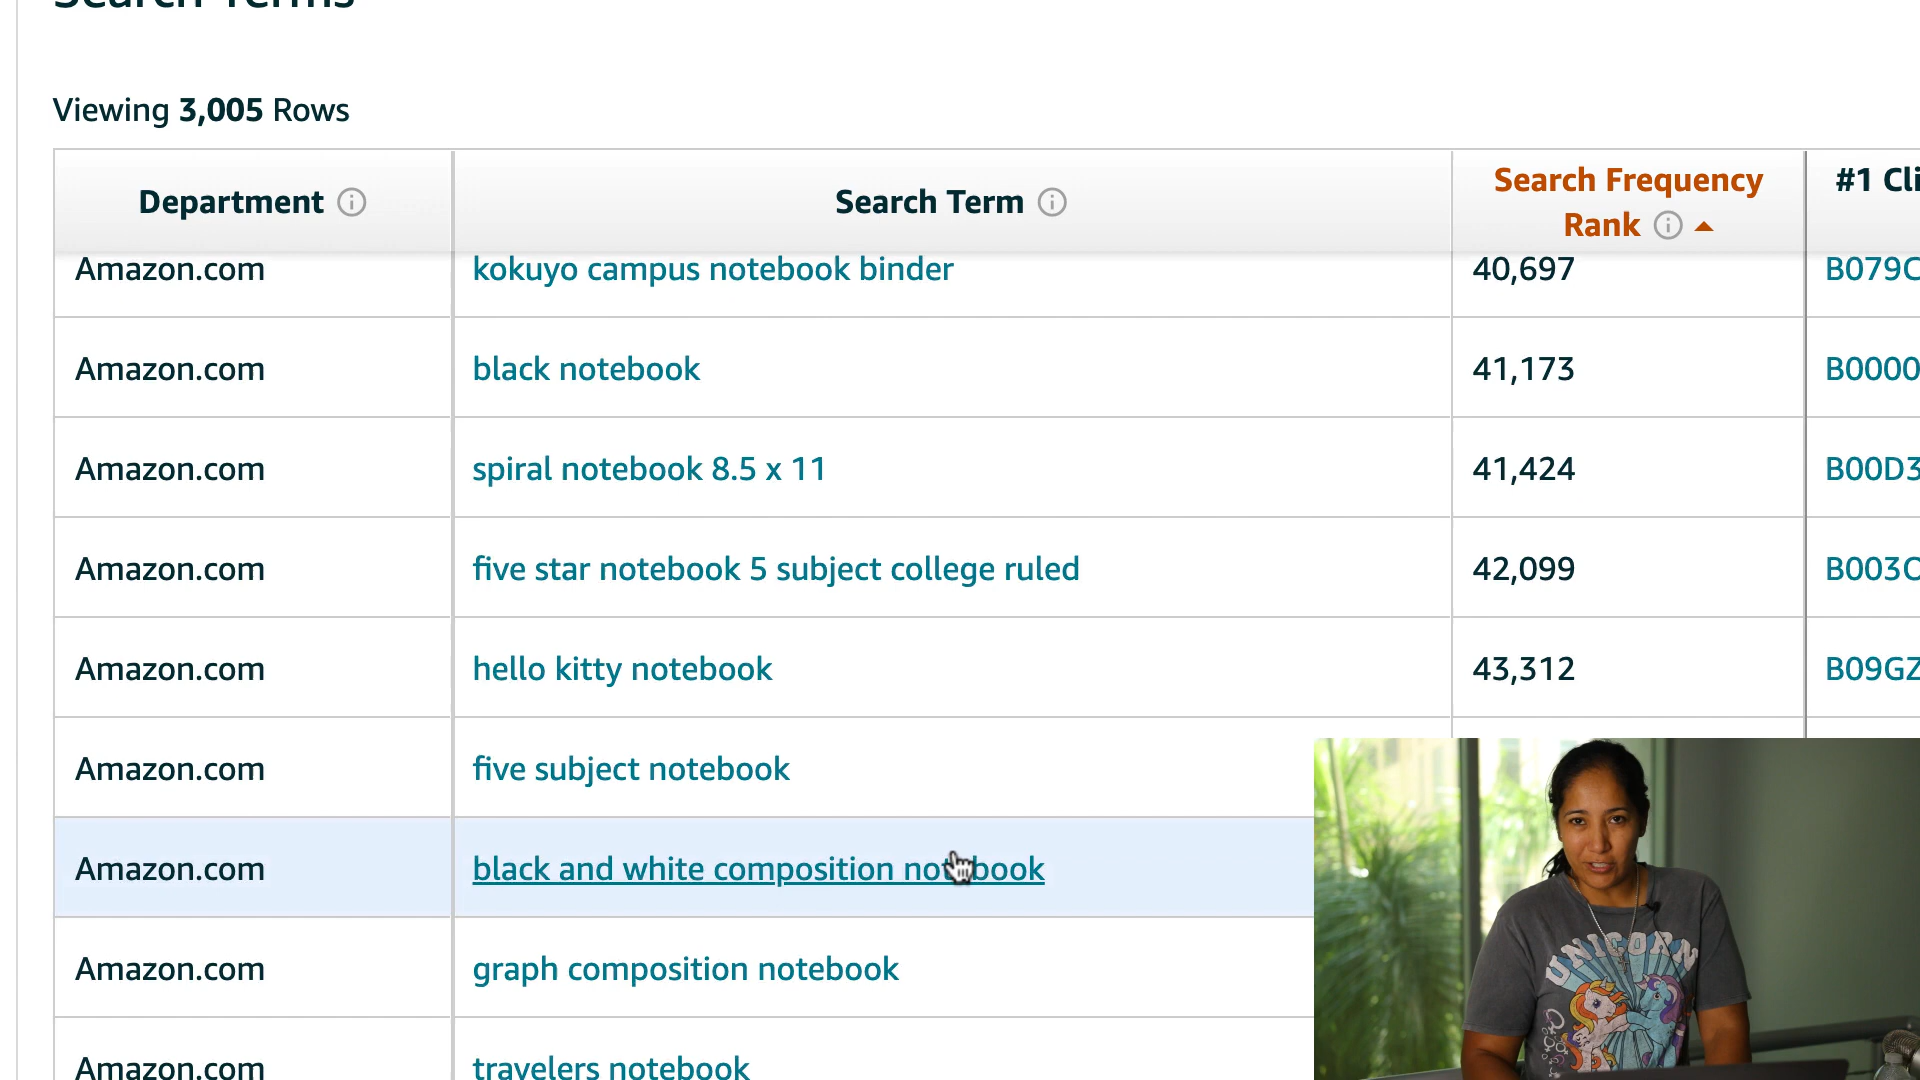 Search Terms
Viewing 3,005 Rows
Department
Search Term
Search Frequency
Rank
#1 Cli
Amazon.com kokuyo campus notebook binder 40,697 B079C
Amazon.com black notebook 41,173 B0000
Amazon.com spiral notebook 8.5 x 11 41,424 B00D3
Amazon.com five star notebook 5 subject college ruled 42,099 B003C
Amazon.com hello kitty notebook 43,312 B09GZ
Amazon.com five subject notebook
Amazon.com black and white composition notebook
Amazon.com graph composition notebook
Amazon.com travelers notebook
UNICORN